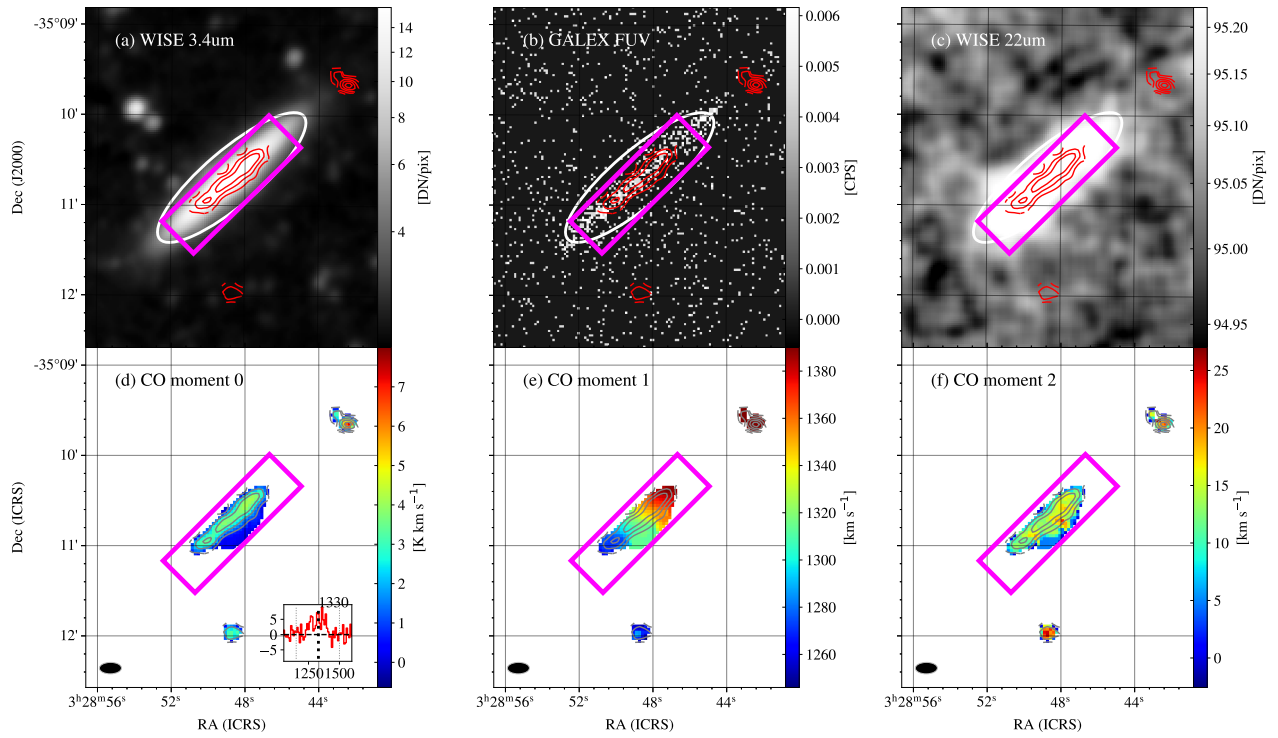 (a) WISE 3.4um
(b) GALEX FUV
(c) WISE 22um
-35°09'
10'
11'
12'
Dec (J2000)
14
12
10
8
6
4
[DN/pix]
0.006
0.005
0.004
0.003
0.002
0.001
0.000
[CPS]
95.20
95.15
95.10
95.05
95.00
94.95
[DN/pix]
(d) CO moment 0
(e) CO moment 1
(f) CO moment 2
-35°09'
10'
11'
12'
Dec (ICRS)
7
6
5
4
3
2
1
0
[K km s⁻¹]
1330
5
0
−5
1250
1500
1380
1360
1340
1320
1300
1280
1260
[km s⁻¹]
25
20
15
10
5
0
[km s⁻¹]
3ʰ28ᵐ56ˢ 52ˢ 48ˢ 44ˢ
3ʰ28ᵐ56ˢ 52ˢ 48ˢ 44ˢ
3ʰ28ᵐ56ˢ 52ˢ 48ˢ 44ˢ
RA (ICRS)
RA (ICRS)
RA (ICRS)